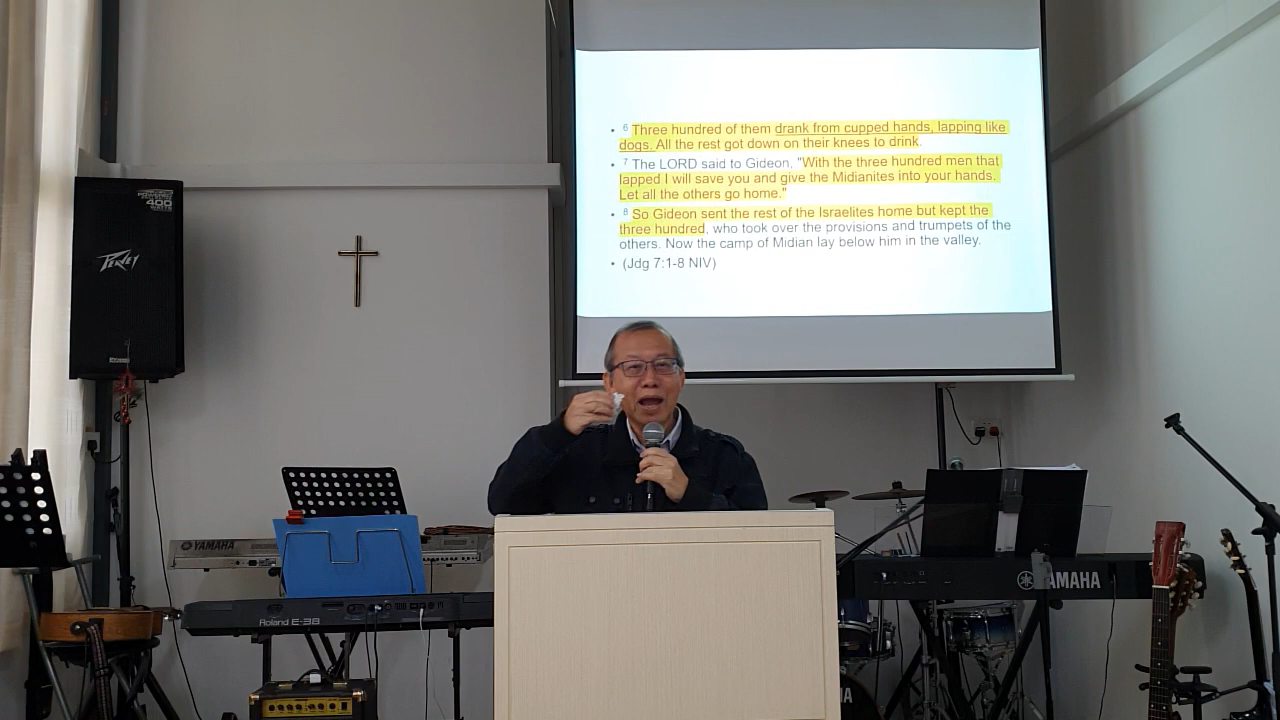 ⁶ Three hundred of them drank from cupped hands, lapping like
dogs. All the rest got down on their knees to drink.
⁷ The LORD said to Gideon, "With the three hundred men that
lapped I will save you and give the Midianites into your hands.
Let all the others go home."
⁸ So Gideon sent the rest of the Israelites home but kept the
three hundred, who took over the provisions and trumpets of the
others. Now the camp of Midian lay below him in the valley.
(Jdg 7:1-8 NIV)
POWERED
400
WATTS
PEAVEY
YAMAHA
Roland E-38
YAMAHA